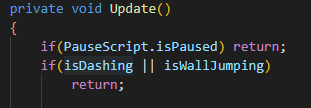 private void Update()
{
if(PauseScript.isPaused) return;
if(isDashing || isWallJumping)
return;